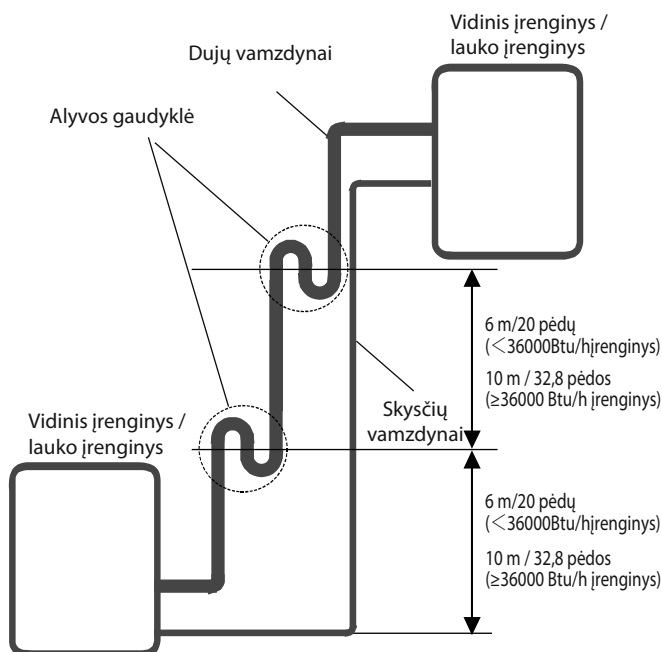 Vidinis įrenginys /
lauko įrenginys
Dujų vamzdynai
Alyvos gaudyklė
6 m/20 pėdų
(<36000Btu/hįrenginys)
10 m / 32,8 pėdos
(≥36000 Btu/h įrenginys)
Skysčių
vamzdynai
Vidinis įrenginys /
lauko įrenginys
6 m/20 pėdų
(<36000Btu/hįrenginys)
10 m / 32,8 pėdos
(≥36000 Btu/h įrenginys)